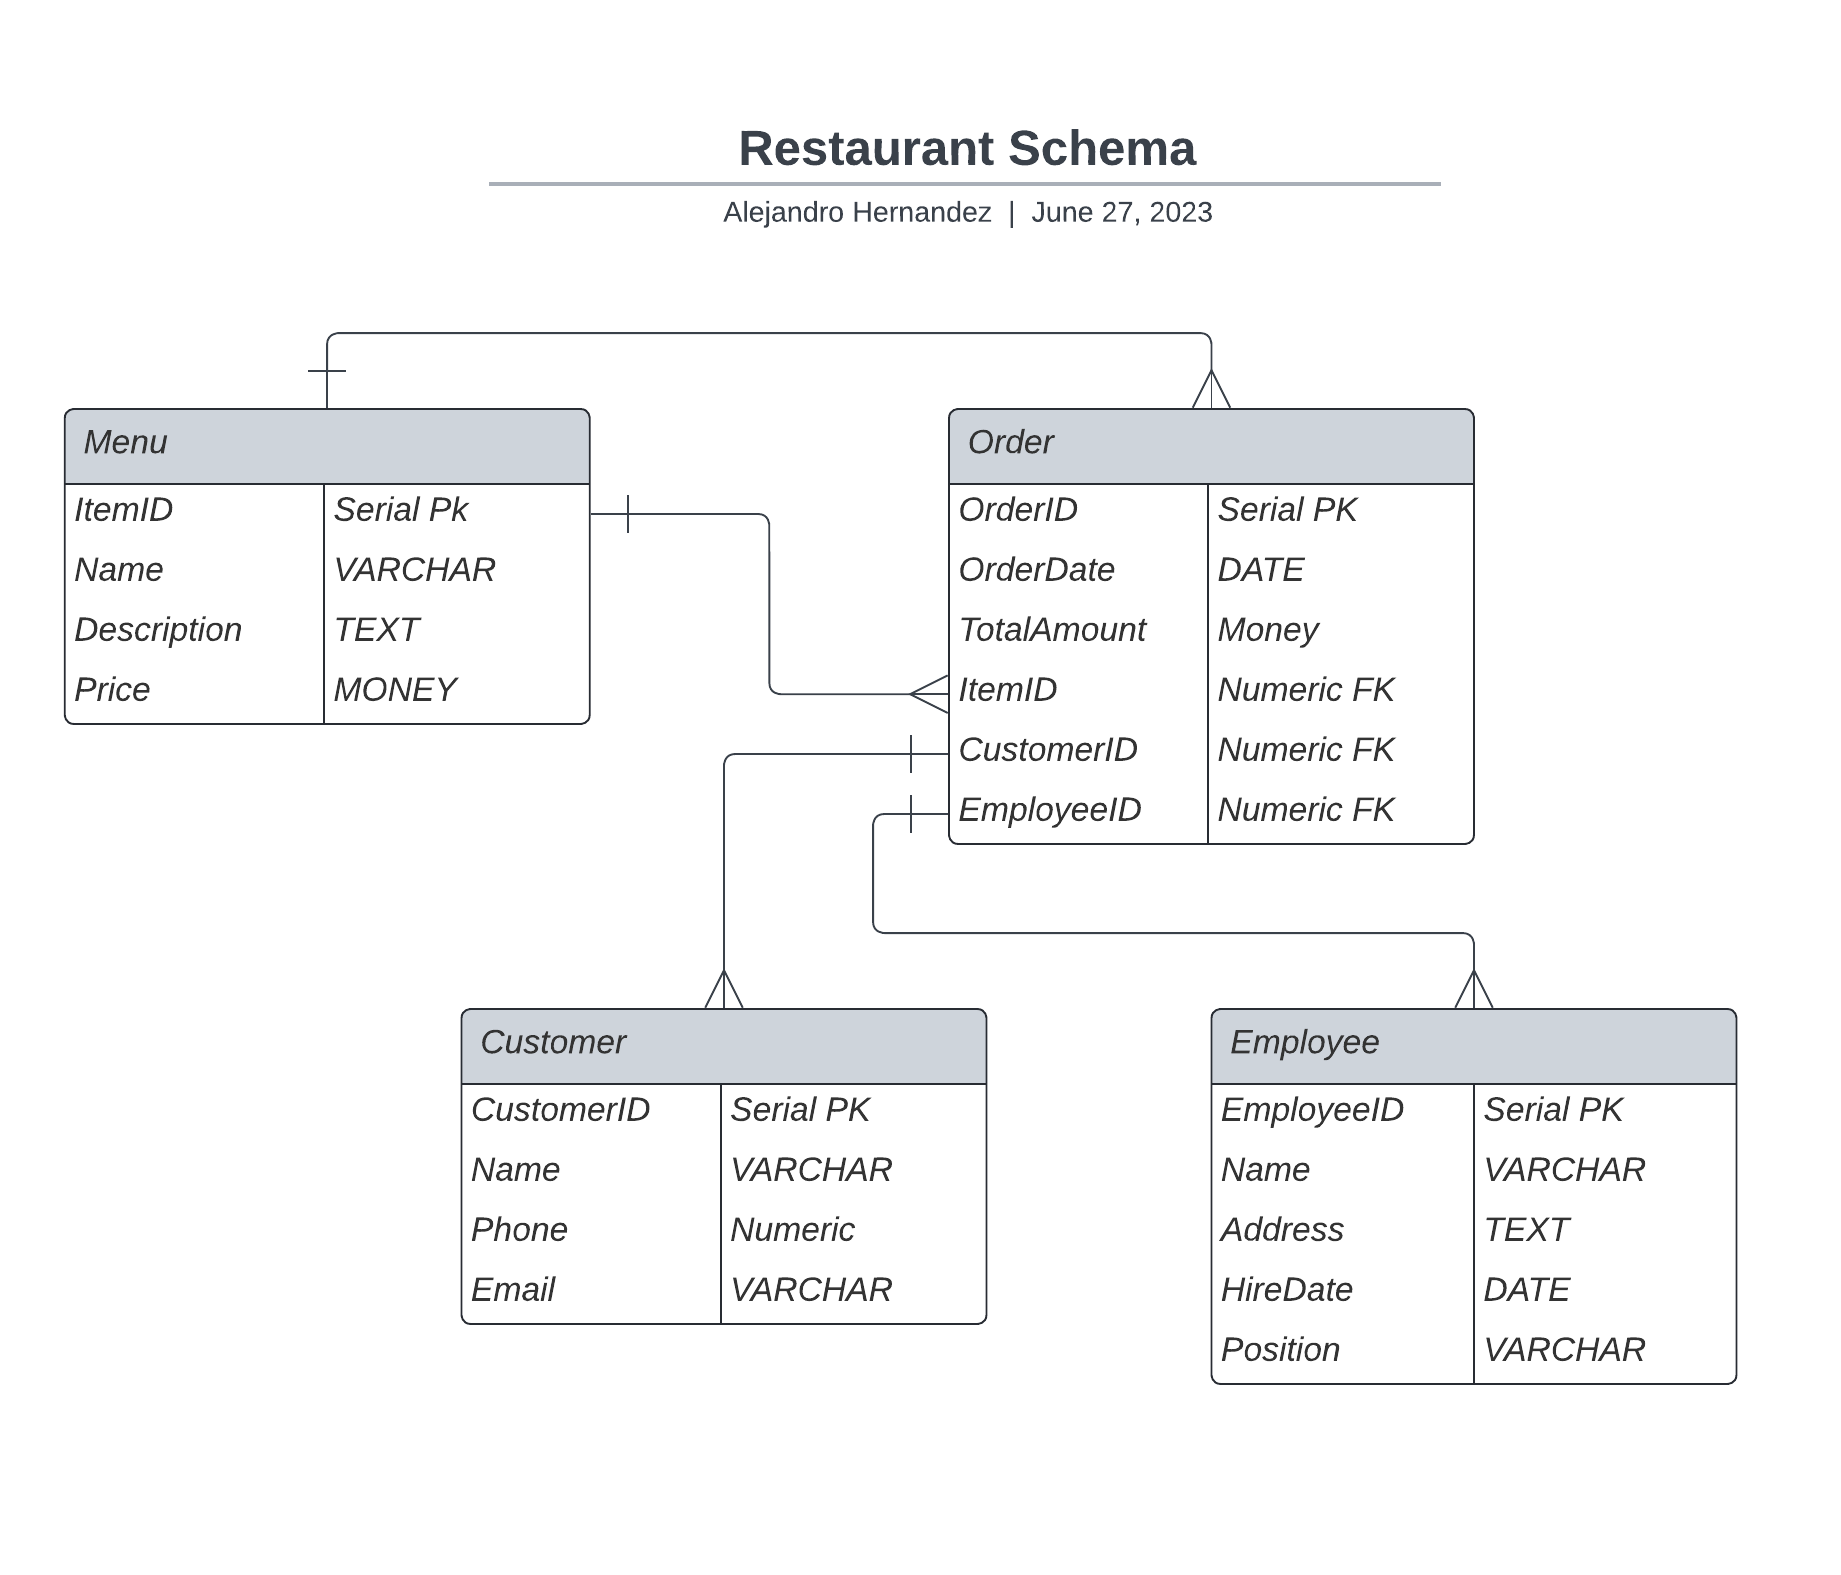 Restaurant Schema
Alejandro Hernandez | June 27, 2023
Menu
ItemID Serial Pk
Name VARCHAR
Description TEXT
Price MONEY
Order
OrderID Serial PK
OrderDate DATE
TotalAmount Money
ItemID Numeric FK
CustomerID Numeric FK
EmployeeID Numeric FK
Customer
CustomerID Serial PK
Name VARCHAR
Phone Numeric
Email VARCHAR
Employee
EmployeeID Serial PK
Name VARCHAR
Address TEXT
HireDate DATE
Position VARCHAR